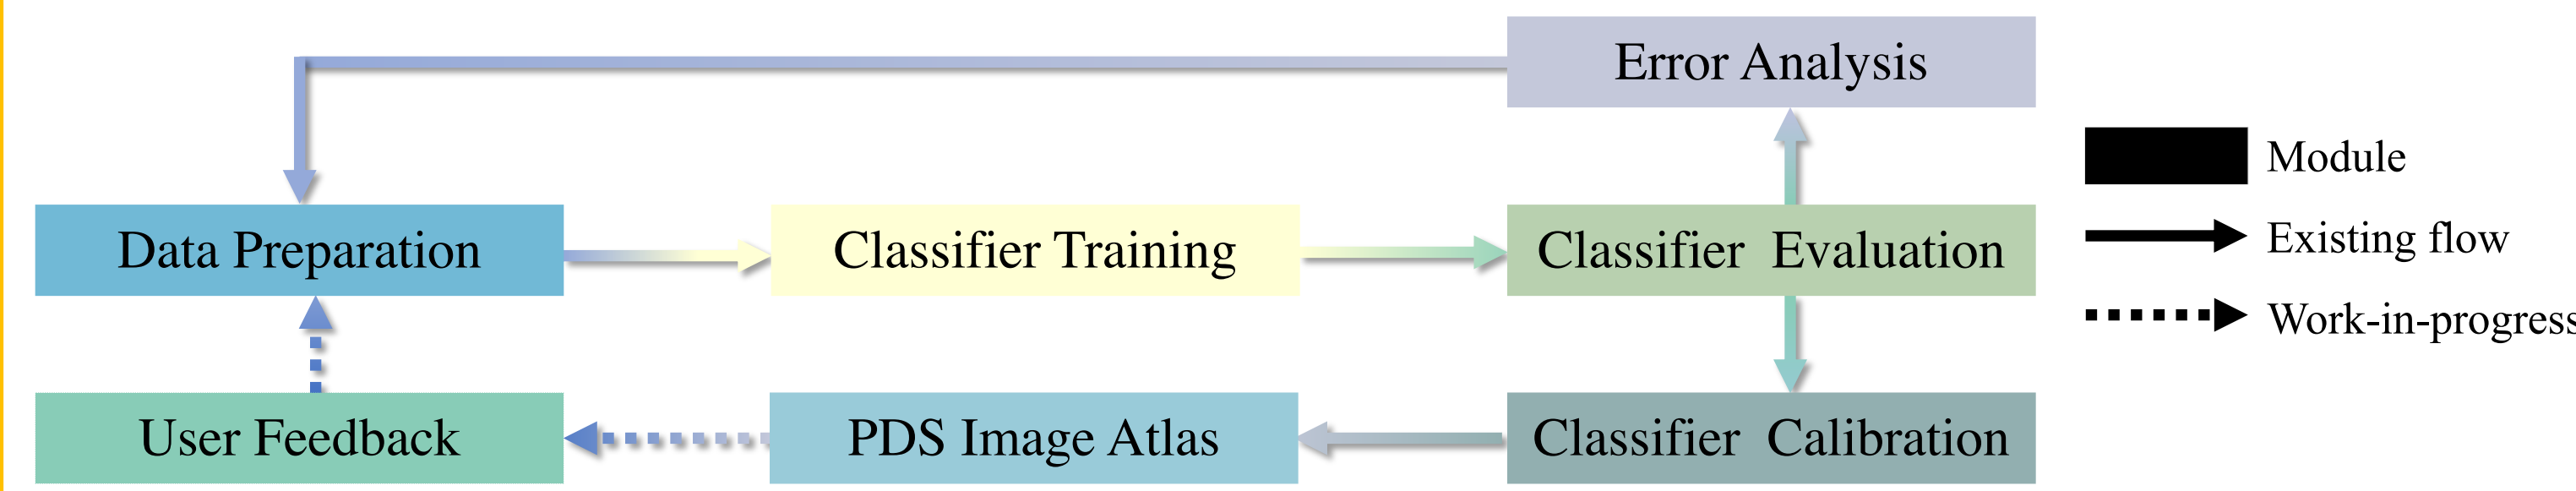 Error Analysis
Module
Data Preparation
Classifier Training
Classifier Evaluation
Existing flow
Work-in-progress
User Feedback
PDS Image Atlas
Classifier Calibration